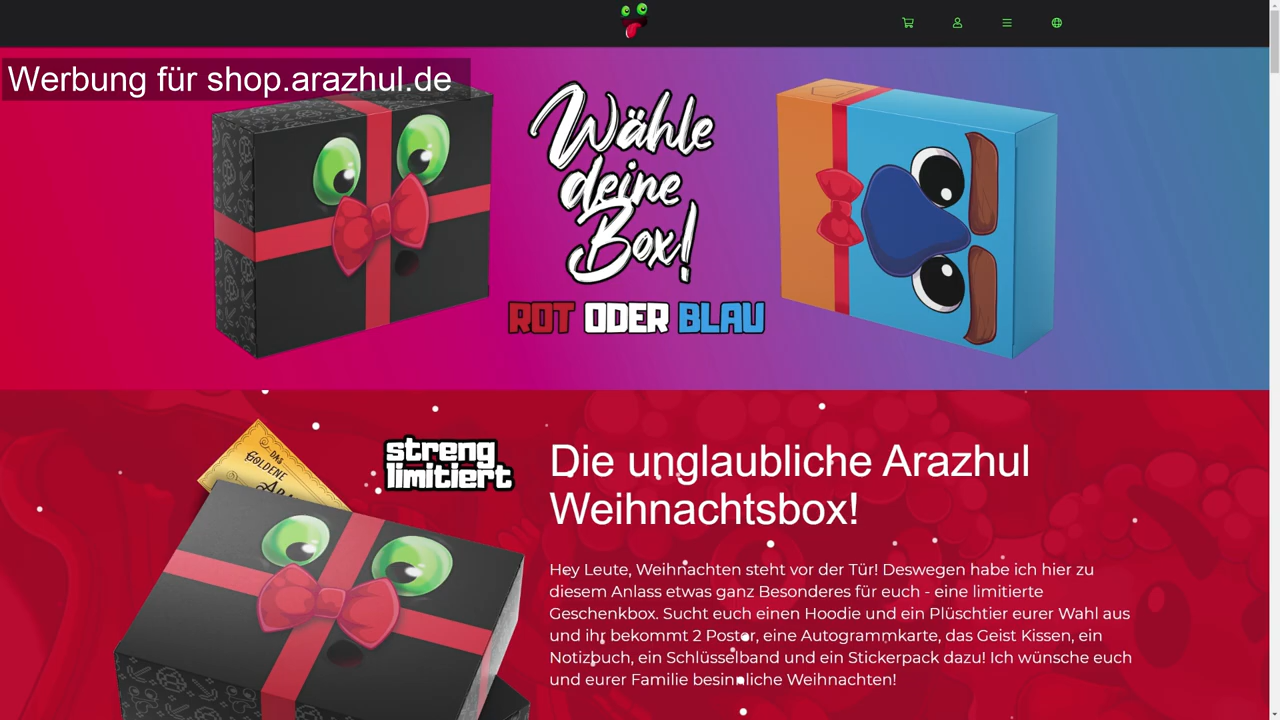 Werbung für shop.arazhul.de
Wähle
deine
Box!
ROT ODER BLAU
DAS
GOLDENE
streng
limitiert
Die unglaubliche Arazhul
Weihnachtsbox!
Hey Leute, Weihnachten steht vor der Tür! Deswegen habe ich hier zu
diesem Anlass etwas ganz Besonderes für euch - eine limitierte
Geschenkbox. Sucht euch einen Hoodie und ein Plüschtier eurer Wahl aus
und ihr bekommt 2 Poster, eine Autogrammkarte, das Geist Kissen, ein
Notizbuch, ein Schlüsselband und ein Stickerpack dazu! Ich wünsche euch
und eurer Familie besinnliche Weihnachten!